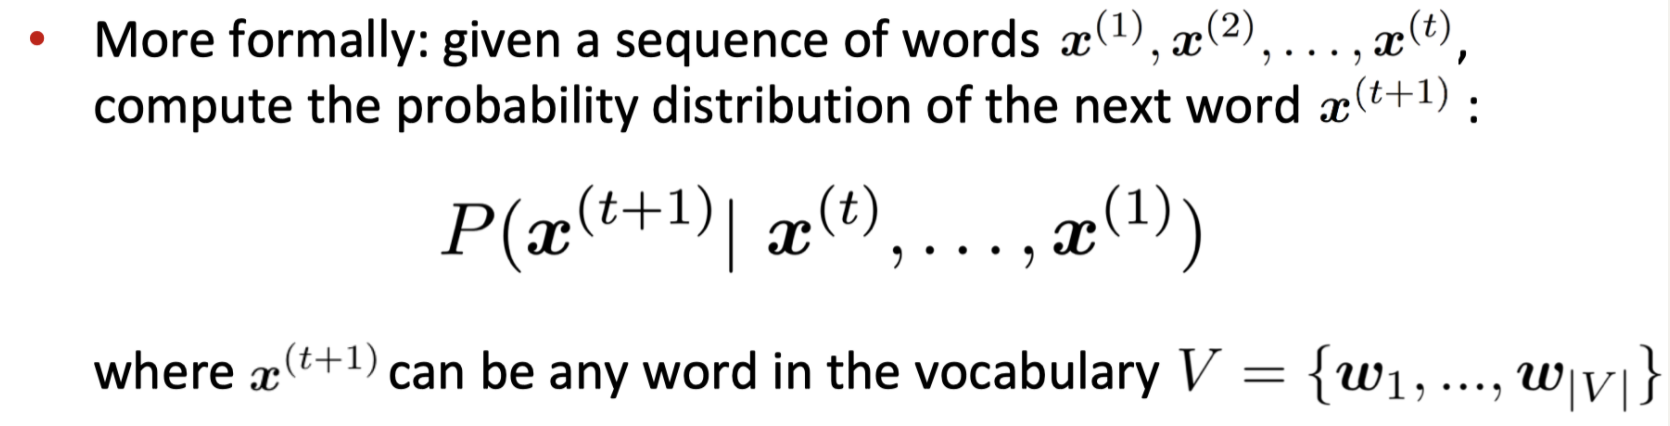 • More formally: given a sequence of words $\boldsymbol{x}^{(1)}, \boldsymbol{x}^{(2)}, \ldots, \boldsymbol{x}^{(t)}$,
compute the probability distribution of the next word $\boldsymbol{x}^{(t+1)}$ :
$P(\boldsymbol{x}^{(t+1)} | \boldsymbol{x}^{(t)}, \ldots, \boldsymbol{x}^{(1)})$
where $\boldsymbol{x}^{(t+1)}$ can be any word in the vocabulary $V = \{\boldsymbol{w}_1, ..., \boldsymbol{w}_{|V|}\}$